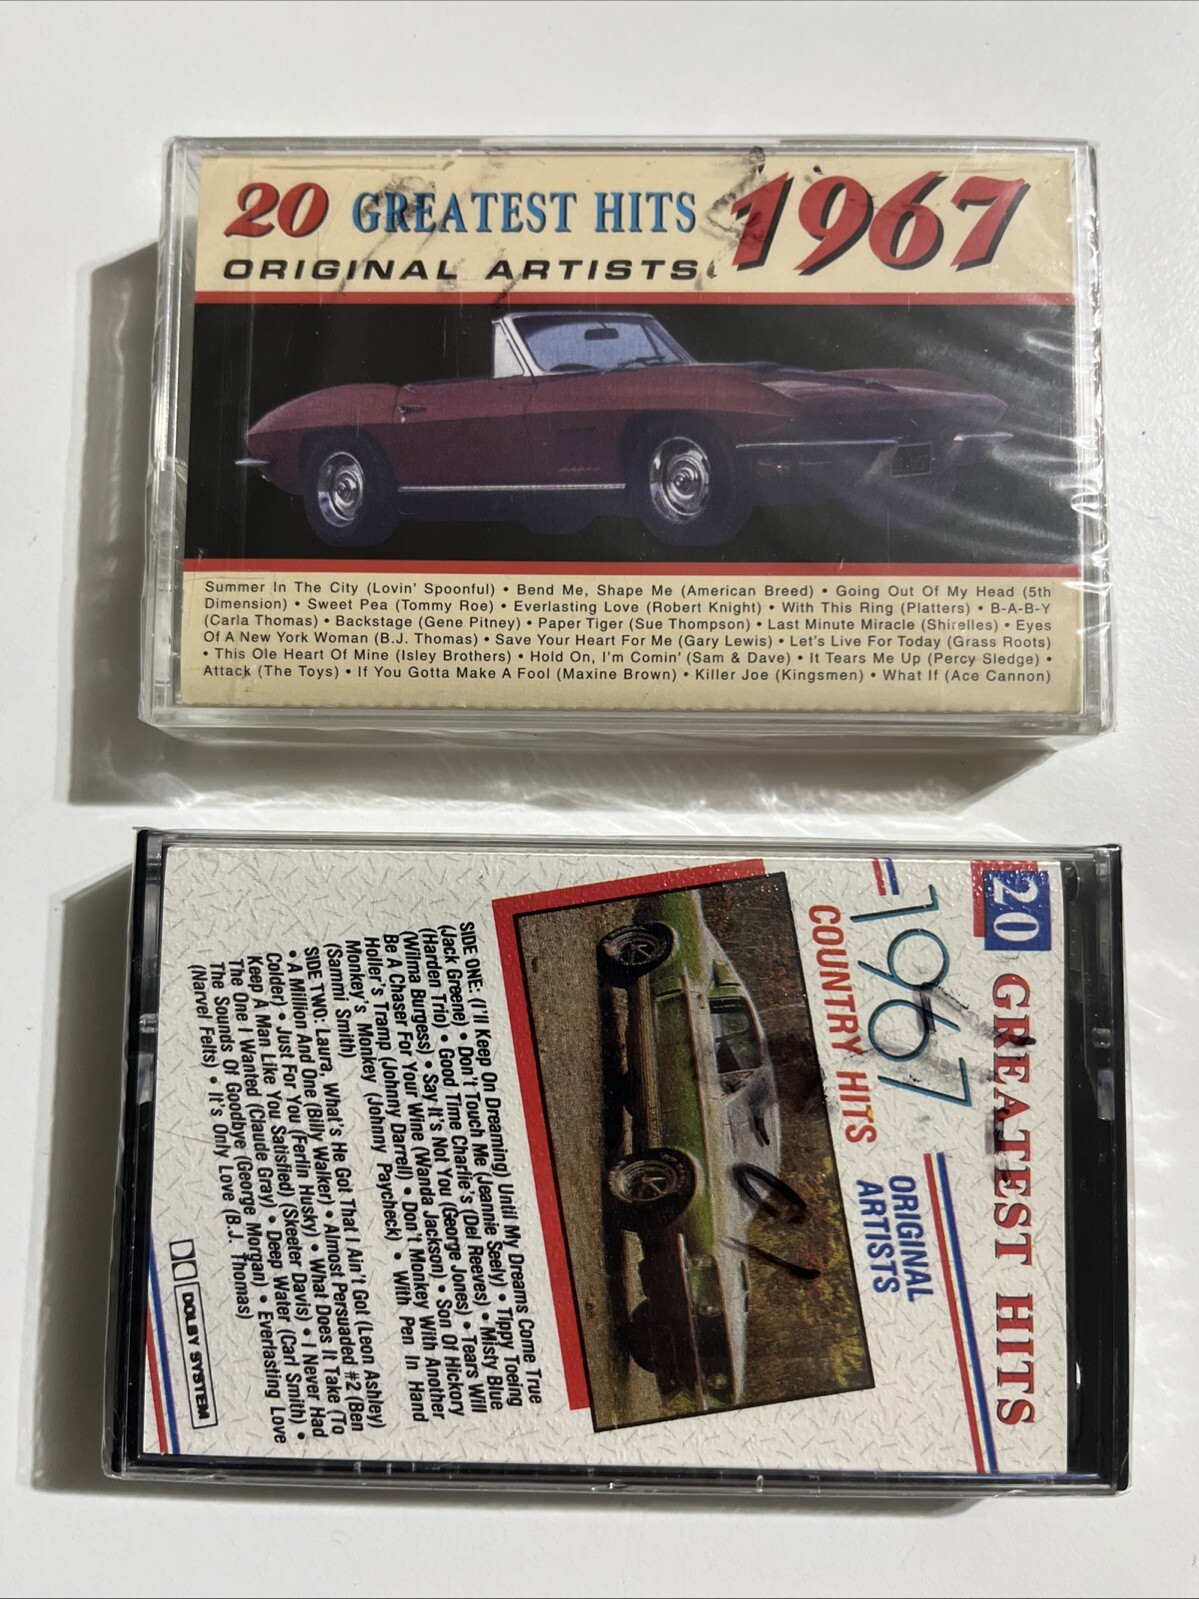 20 GREATEST HITS 1967
ORIGINAL ARTISTS
Summer In The City (Lovin' Spoonful) • Bend Me, Shape Me (American Breed) • Going Out Of My Head (5th
Dimension) • Sweet Pea (Tommy Roe) • Everlasting Love (Robert Knight) • With This Ring (Platters) • B-A-B-Y
(Carla Thomas) • Backstage (Gene Pitney) • Paper Tiger (Sue Thompson) • Last Minute Miracle (Shirelles) • Eyes
Of A New York Woman (B.J. Thomas) • Save Your Heart For Me (Gary Lewis) • Let's Live For Today (Grass Roots)
• This Ole Heart Of Mine (Isley Brothers) • Hold On, I'm Comin' (Sam & Dave) • It Tears Me Up (Percy Sledge) •
Attack (The Toys) • If You Gotta Make A Fool (Maxine Brown) • Killer Joe (Kingsmen) • What If (Ace Cannon)
20 GREATEST HITS
1967
COUNTRY HITS
ORIGINAL
ARTISTS
SIDE ONE: (I'll Keep On Dreaming) Until My Dreams Come True
(Jack Greene) • Don't Touch Me (Jeannie Seely) • Tippy Toeing
(Harden Trio) • Good Time Charlie's (Del Reeves) • Misty Blue
(Wilma Burgess) • Say It's Not You (George Jones) • Tears Will
Be A Chaser For Your Wine (Wanda Jackson) • Son Of Hickory
Holler's Tramp (Johnny Darrell) • Don't Monkey With Another
Monkey's Monkey (Johnny Paycheck) • With Pen In Hand
(Sammi Smith)
SIDE TWO: Laura, What's He Got That I Ain't Got (Leon Ashley)
• A Million And One (Billy Walker) • Almost Persuaded #2 (Ben
Colder) • Just For You (Ferlin Husky) • What Does It Take (To
Keep A Man Like You Satisfied) (Skeeter Davis) • I Never Had
The One I Wanted (Claude Gray) • Deep Water (Carl Smith) •
The Sounds Of Goodbye (George Morgan) • Everlasting Love
(Narvel Felts) • It's Only Love (B.J. Thomas)
DOLBY SYSTEM